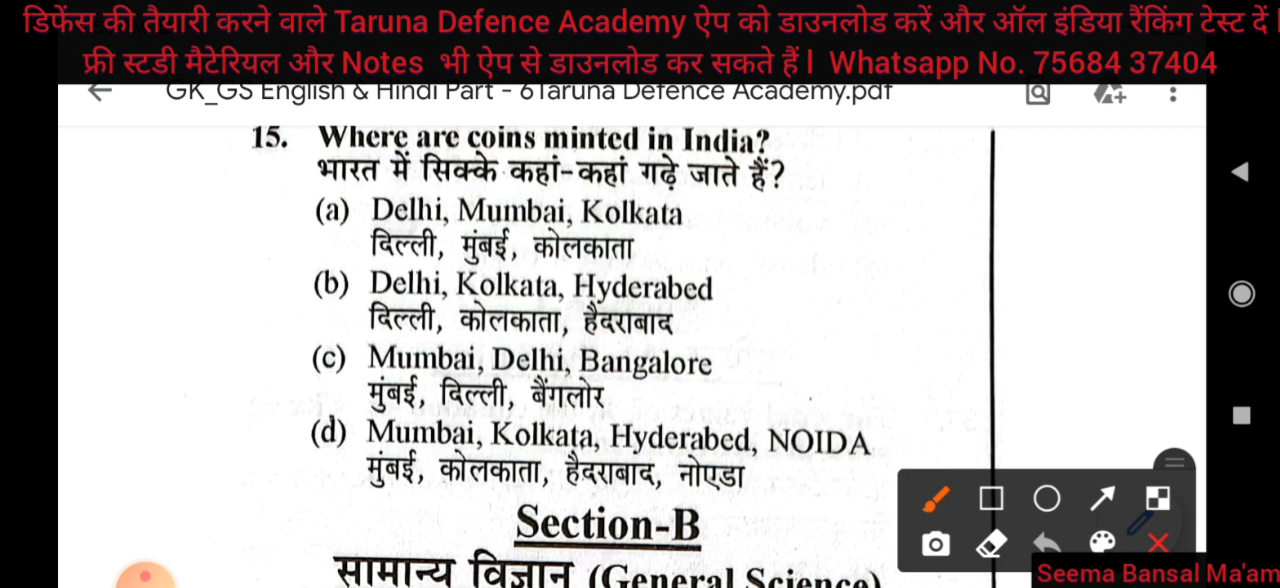 डिफेंस की तैयारी करने वाले Taruna Defence Academy ऐप को डाउनलोड करें और ऑल इंडिया रैंकिंग टेस्ट दें।
फ्री स्टडी मैटेरियल और Notes भी ऐप से डाउनलोड कर सकते हैं। Whatsapp No. 75684 37404
GK_GS English & Hindi Part - 6Taruna Defence Academy.pdf
15. Where are coins minted in India?
भारत में सिक्के कहां-कहां गढ़े जाते हैं?
(a) Delhi, Mumbai, Kolkata
दिल्ली, मुंबई, कोलकाता
(b) Delhi, Kolkata, Hyderabed
दिल्ली, कोलकाता, हैदराबाद
(c) Mumbai, Delhi, Bangalore
मुंबई, दिल्ली, बैंगलोर
(d) Mumbai, Kolkata, Hyderabed, NOIDA
मुंबई, कोलकाता, हैदराबाद, नोएडा
Section-B
सामान्य विज्ञान (General Science)
Seema Bansal Ma'am